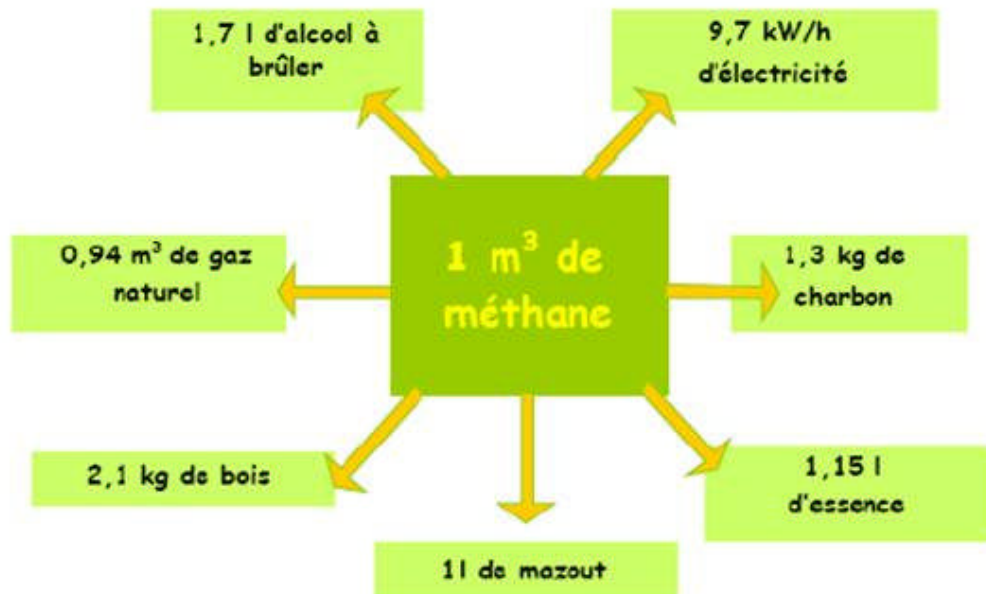 1,7 l d'alcool à
brûler
9,7 kW/h
d'électricité
0,94 m³ de gaz
naturel
1 m³ de
méthane
1,3 kg de
charbon
2,1 kg de bois
1,15 l
d'essence
1l de mazout